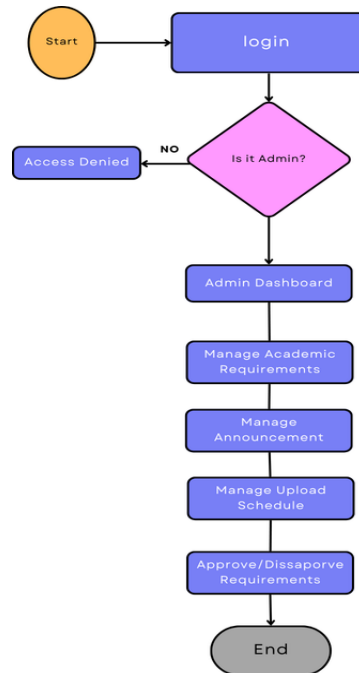 Start
login
Is it Admin?
NO
Access Denied
Admin Dashboard
Manage Academic
Requirements
Manage
Announcement
Manage Upload
Schedule
Approve/Dissaporve
Requirements
End